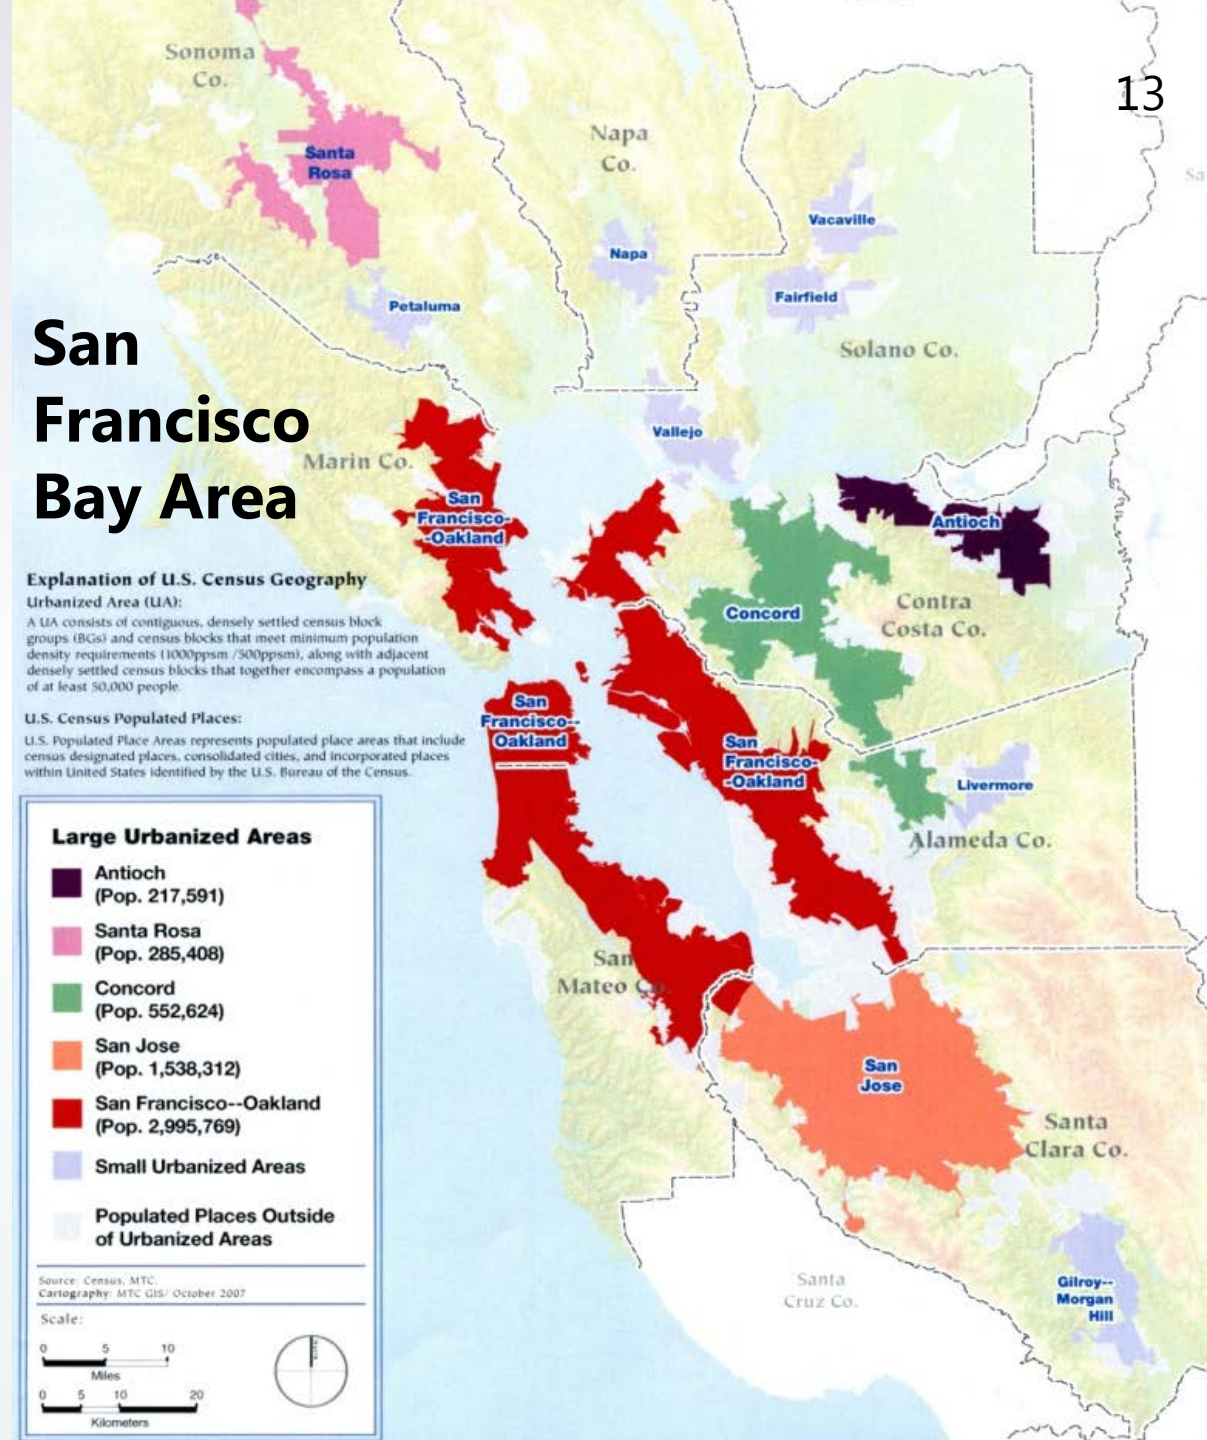 Sonoma
Co.
13
Napa
Co.
Santa
Rosa
Sa
Vacaville
Napa
Fairfield
Petaluma
Solano Co.
San
Francisco
Bay Area
Vallejo
Marin Co.
San
Francisco-
-Oakland
Antioch
Concord
Contra
Costa Co.
Explanation of U.S. Census Geography
Urbanized Area (UA):
A UA consists of contiguous, densely settled census block
groups (BGs) and census blocks that meet minimum population
density requirements (1000ppsm /500ppsm), along with adjacent
densely settled census blocks that together encompass a population
of at least 50,000 people.
U.S. Census Populated Places:
U.S. Populated Place Areas represents populated place areas that include
census designated places, consolidated cities, and incorporated places
within United States identified by the U.S. Bureau of the Census.
San
Francisco--
Oakland
San
Francisco-
-Oakland
Livermore
Alameda Co.
Large Urbanized Areas
Antioch
(Pop. 217,591)
Santa Rosa
(Pop. 285,408)
Concord
(Pop. 552,624)
San Jose
(Pop. 1,538,312)
San Francisco--Oakland
(Pop. 2,995,769)
Small Urbanized Areas
Populated Places Outside
of Urbanized Areas
San
Mateo Co.
San
Jose
Santa
Clara Co.
Santa
Cruz Co.
Gilroy--
Morgan
Hill
Source: Census, MTC.
Cartography: MTC GIS/ October 2007
Scale:
0 5 10
Miles
0 5 10 20
Kilometers